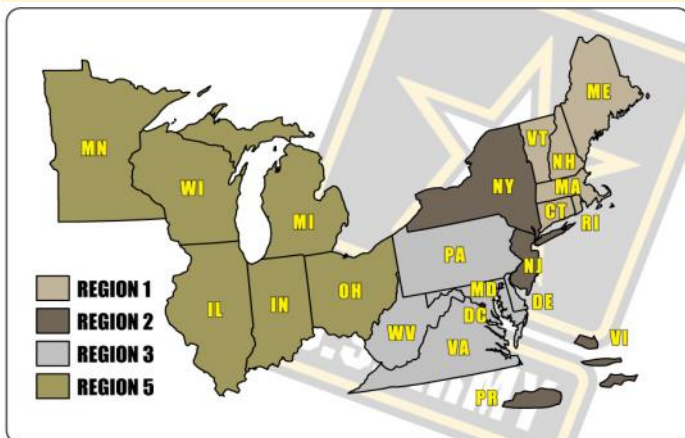 ME
VT
NH
MN
NY
MA
WI
CT
RI
MI
PA
NJ
OH
MD
DE
IL
IN
DC
WV
VA
VI
PR
REGION 1
REGION 2
REGION 3
REGION 5
U.S. ARMY